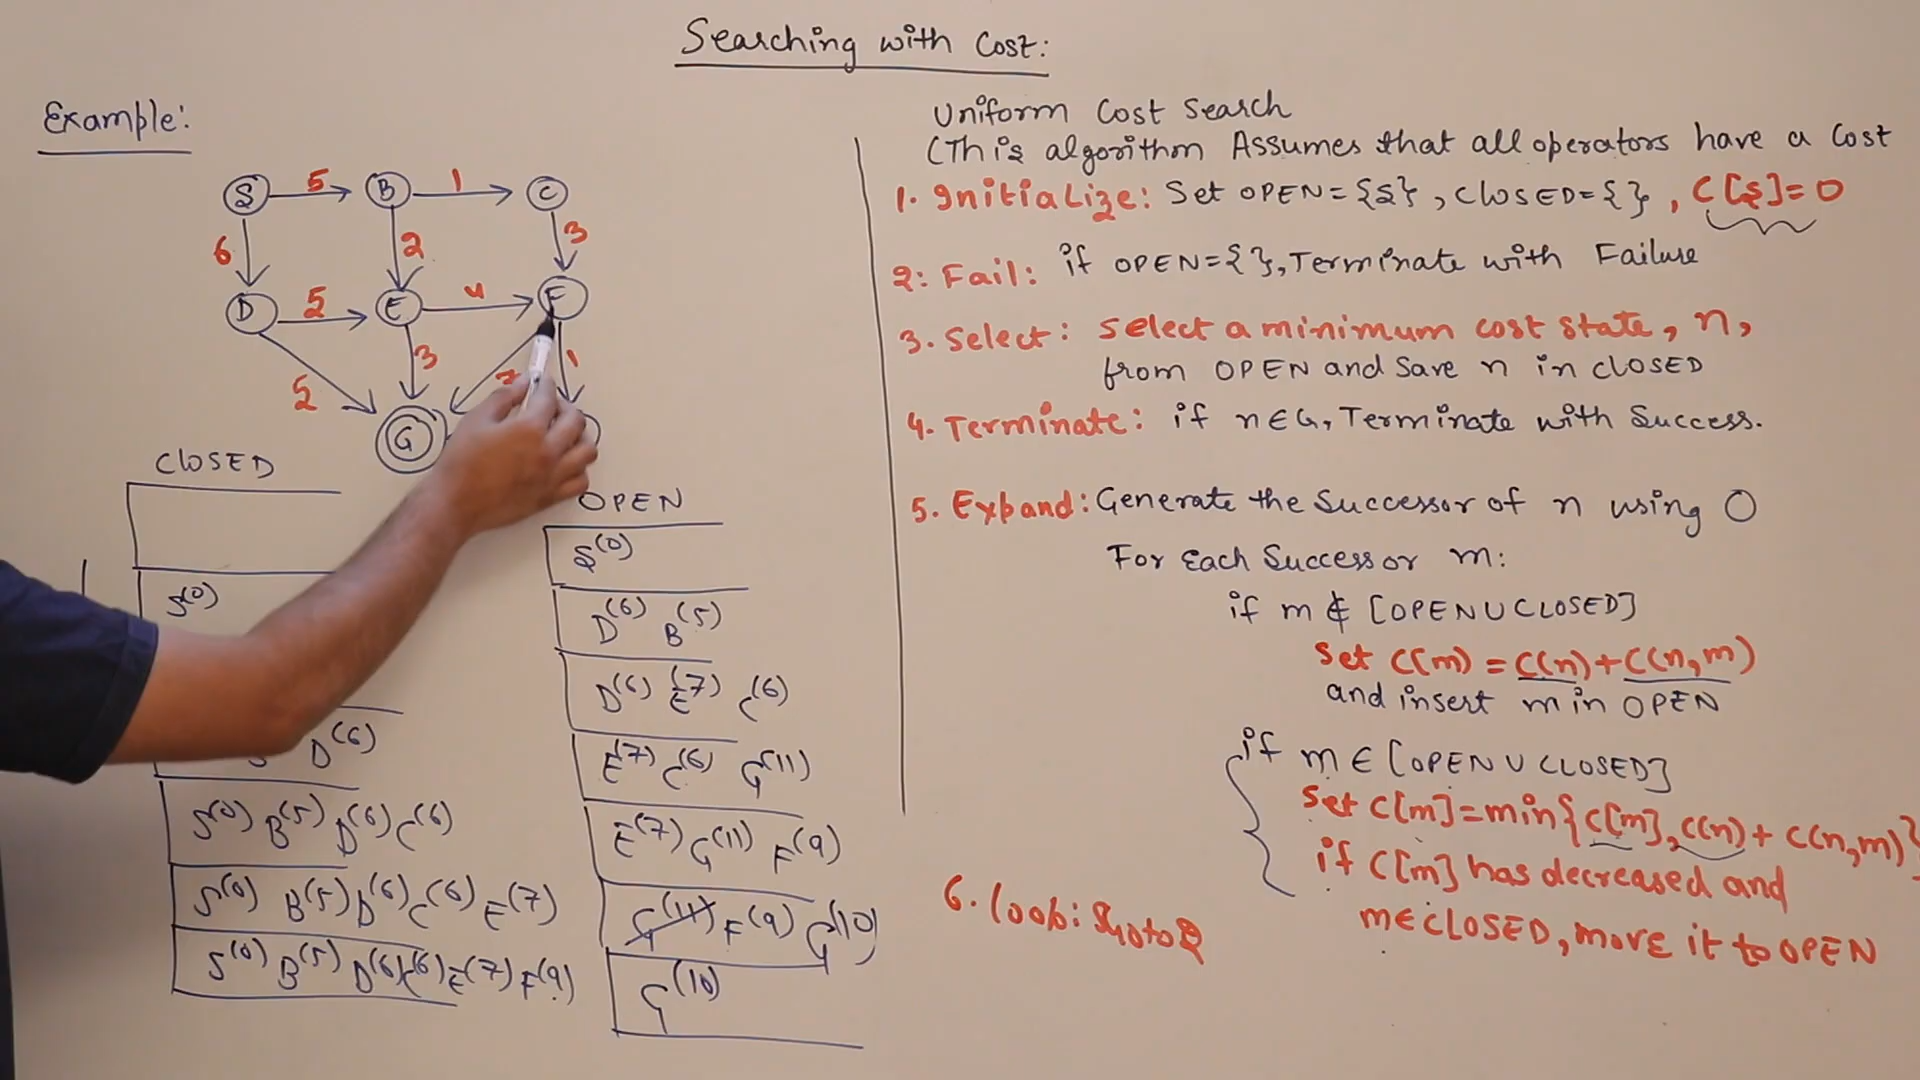 Searching with Cost:
Example:
S 5 B 1 C
6 2 3
D 5 E 4 F
5 3 1
G
CLOSED
S(0)
D(6)
S(0) B(5) D(6) C(6)
S(0) B(5) D(6) C(6) E(7)
S(0) B(5) D(6) C(6) E(7) F(9)
OPEN
S(0)
D(6) B(5)
D(6) E(7) C(6)
E(7) C(6) G(11)
E(7) G(11) F(9)
G(11) F(9) G(10)
G(10)
Uniform Cost Search
(This algorithm Assumes that all operators have a Cost
1. Initialize: Set OPEN={S}, CLOSED={}, C[S]=0
2: Fail: if OPEN={}, Terminate with Failure
3. Select: Select a minimum cost state, n,
from OPEN and Save n in CLOSED
4. Terminate: if n∈G, Terminate with Success.
5. Expand: Generate the Successor of n using O
For Each Successor m:
if m ∉ [OPEN U CLOSED]
Set C(m) = C(n)+C(n,m)
and insert m in OPEN
if m ∈ [OPEN U CLOSED]
Set C[m]=min{C[m], C(n)+C(n,m)}
if C[m] has decreased and
m∈CLOSED, move it to OPEN
6. Loop: Goto 2